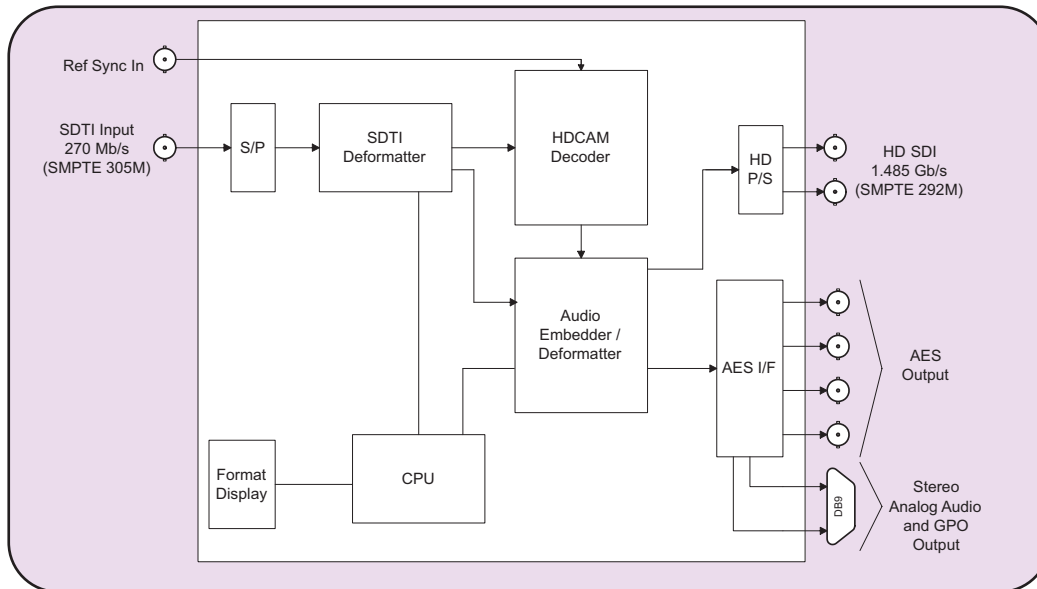 Ref Sync In
SDTI Input
270 Mb/s
(SMPTE 305M)
S/P
SDTI
Deformatter
HDCAM
Decoder
HD
P/S
HD SDI
1.485 Gb/s
(SMPTE 292M)
Audio
Embedder /
Deformatter
AES I/F
AES
Output
Format
Display
CPU
DB9
Stereo
Analog Audio
and GPO
Output